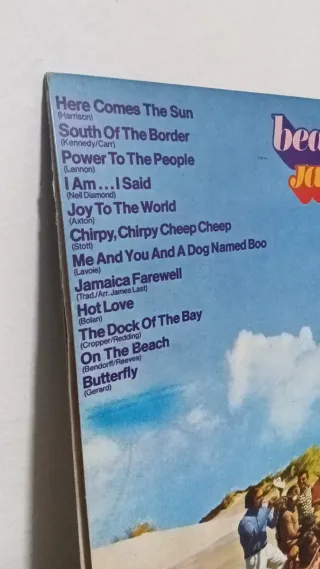 Here Comes The Sun
(Harrison)
South Of The Border
(Kennedy/Carr)
Power To The People
(Lennon)
I Am...I Said
(Neil Diamond)
Joy To The World
(Axton)
Chirpy, Chirpy Cheep Cheep
(Stott)
Me And You And A Dog Named Boo
(Lavoie)
Jamaica Farewell
(Trad./Arr. James Last)
Hot Love
(Bolan)
The Dock Of The Bay
(Cropper/Redding)
On The Beach
(Bendorff/Reeves)
Butterfly
(Gerard)
bea
Ja